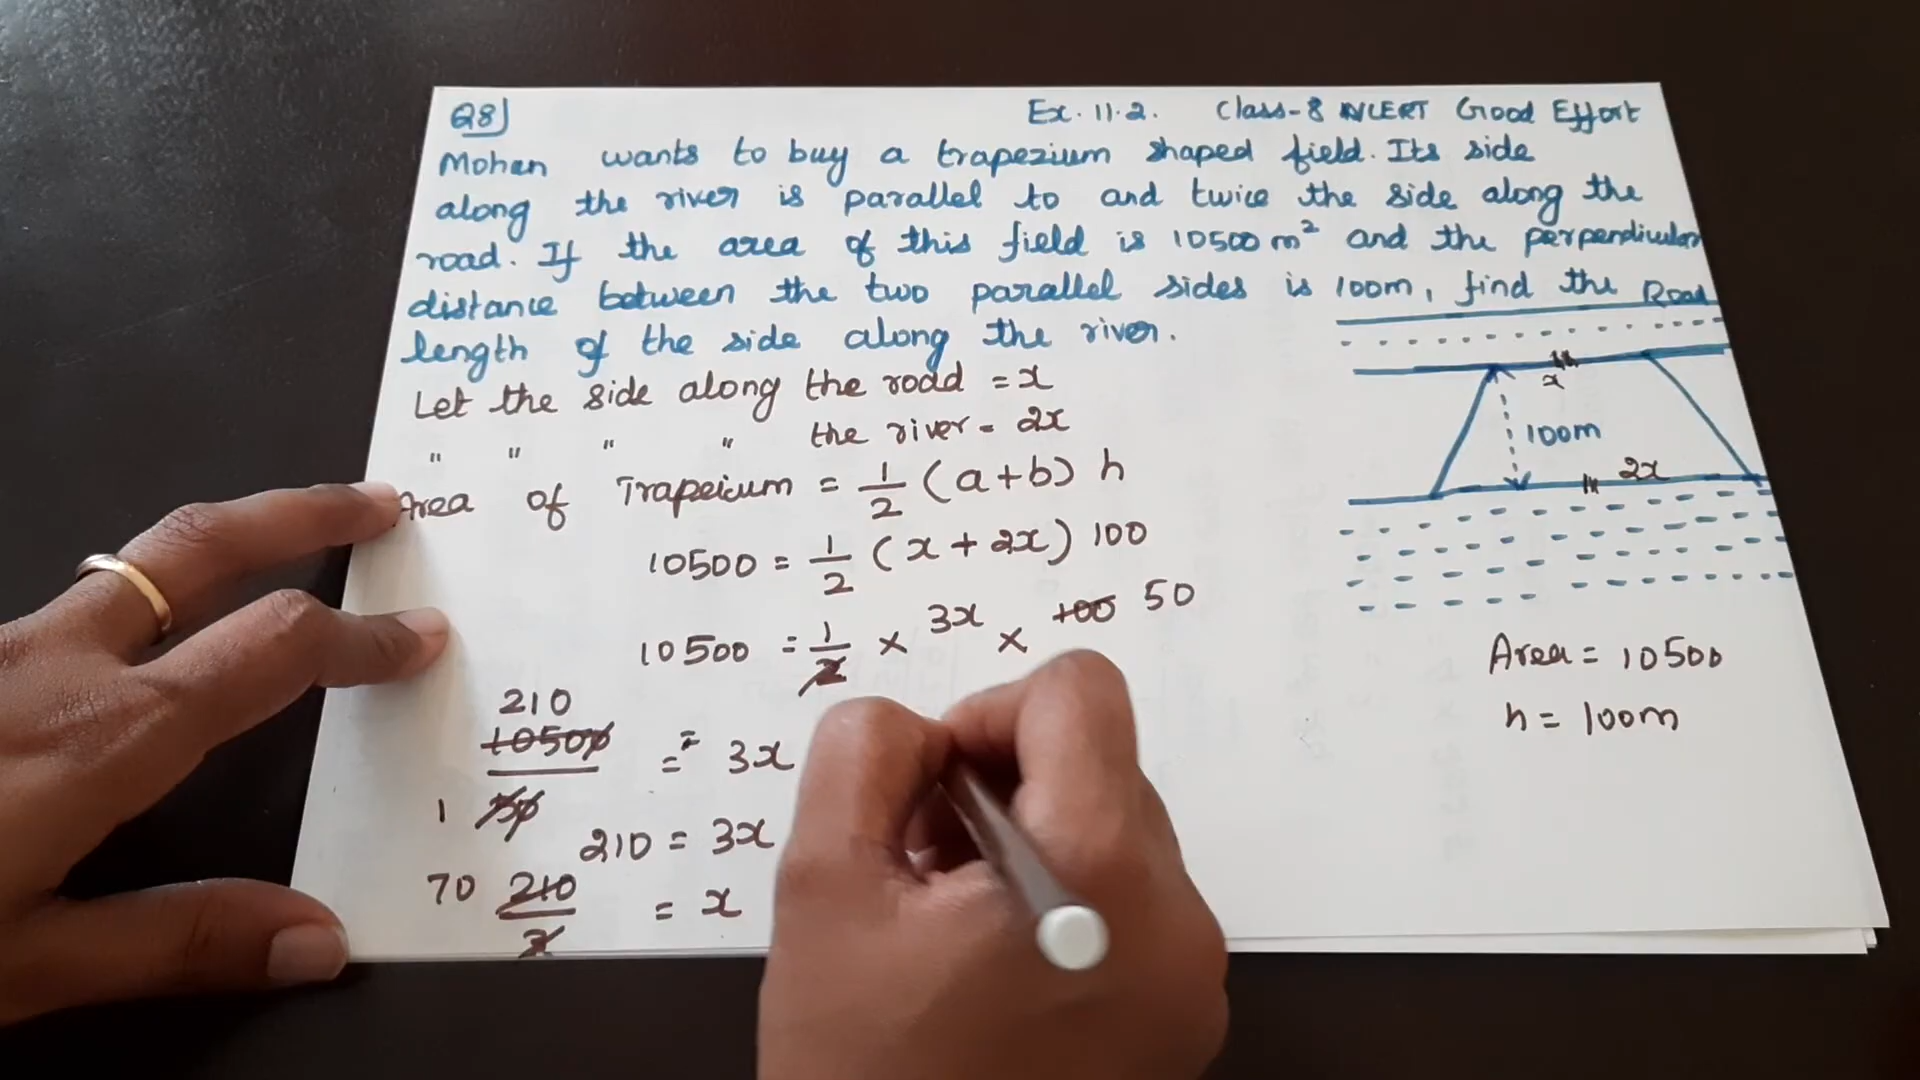 Q8) Ex. 11.2. Class-8 NCERT Good Effort
Mohan wants to buy a trapezium shaped field. Its side
along the river is parallel to and twice the side along the
road. If the area of this field is 10500 m² and the perpendicular
distance between the two parallel sides is 100m, find the
length of the side along the river.
Road
Let the side along the road = x
" " " " the river = 2x
Area of Trapeium = 1/2 (a+b) h
10500 = 1/2 (x + 2x) 100
10500 = 1/2 × 3x × 100 50
210
10500
1 50
= 3x
210 = 3x
70 210/3 = x
x
100m
2x
Area = 10500
h = 100m